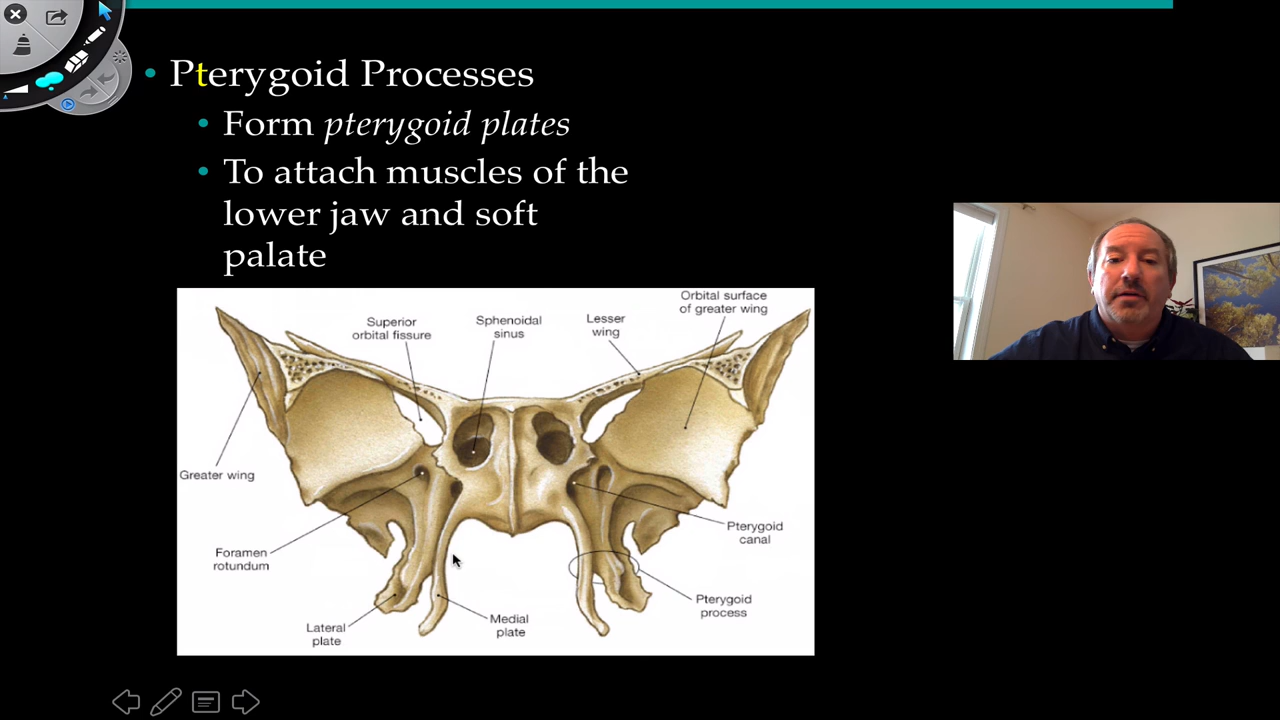 Pterygoid Processes
Form pterygoid plates
To attach muscles of the
lower jaw and soft
palate
Orbital surface
of greater wing
Superior
orbital fissure
Sphenoidal
sinus
Lesser
wing
Greater wing
Pterygoid
canal
Foramen
rotundum
Pterygoid
process
Lateral
plate
Medial
plate